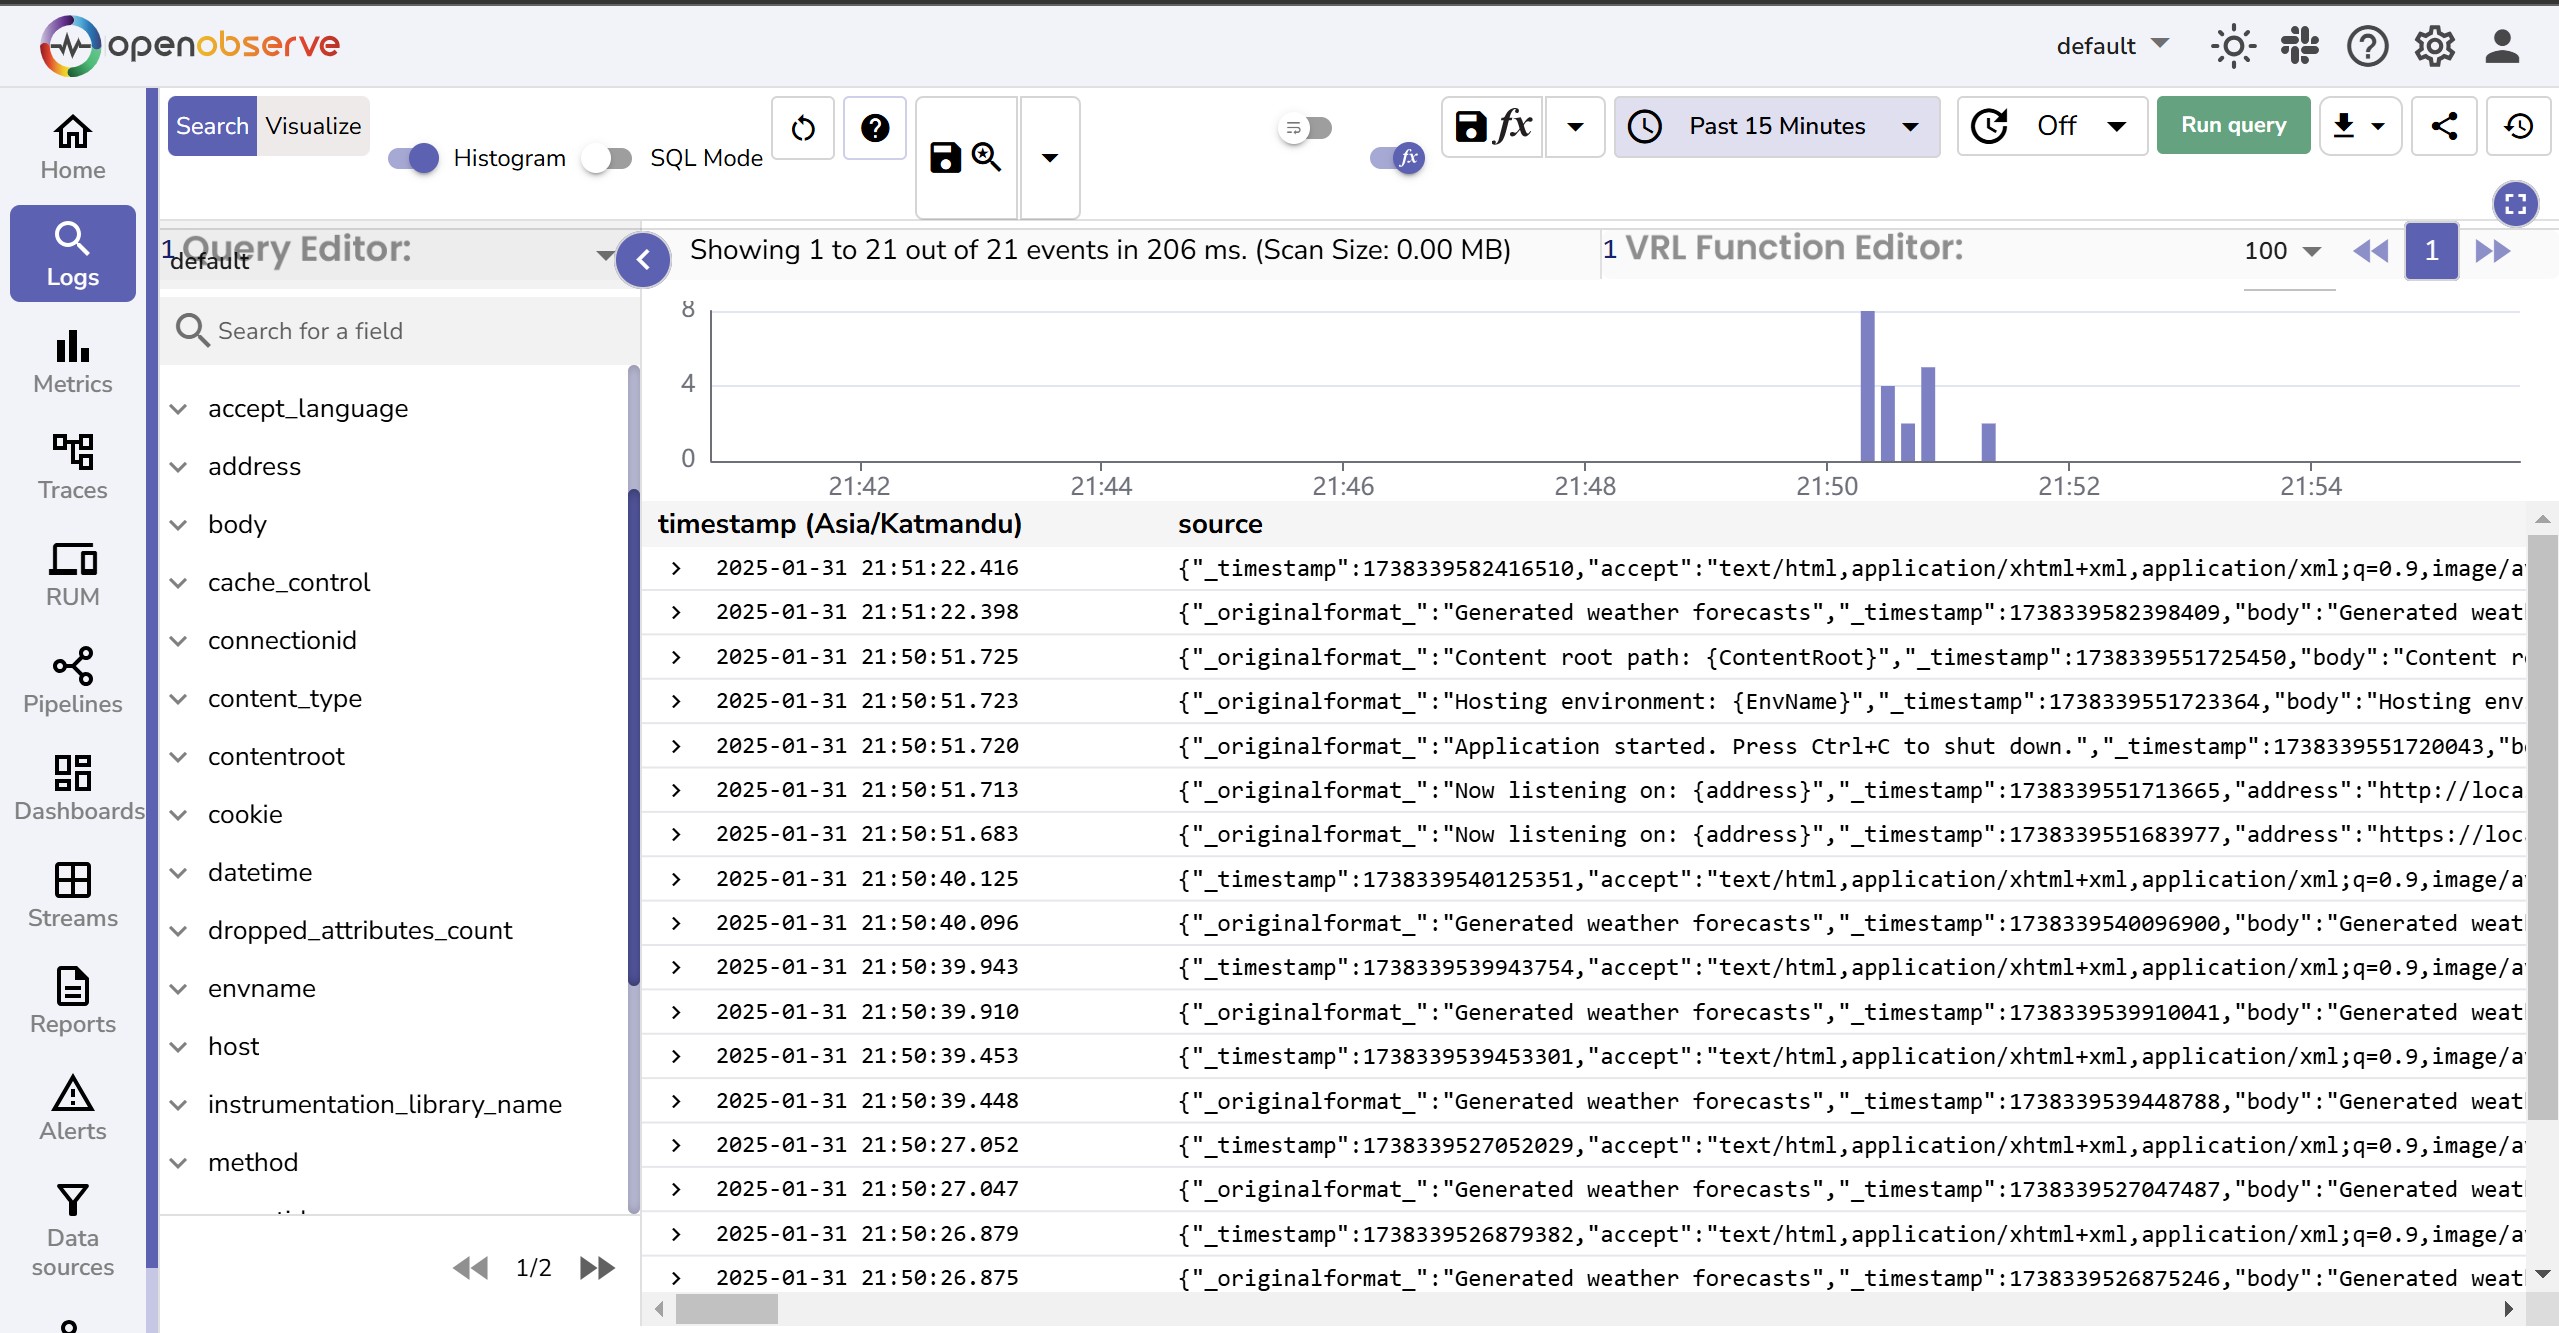 openobserve
default
Search Visualize
Histogram SQL Mode
fx
fx
Past 15 Minutes
Off
Run query
Home
Logs
Metrics
Traces
RUM
Pipelines
Dashboards
Streams
Reports
Alerts
Data
sources
1 Query Editor:
default
Search for a field
accept_language
address
body
cache_control
connectionid
content_type
contentroot
cookie
datetime
dropped_attributes_count
envname
host
instrumentation_library_name
method
1/2
Showing 1 to 21 out of 21 events in 206 ms. (Scan Size: 0.00 MB)
1 VRL Function Editor:
100
1
8
4
0
21:42 21:44 21:46 21:48 21:50 21:52 21:54
timestamp (Asia/Katmandu) source
2025-01-31 21:51:22.416 {"_timestamp":1738339582416510,"accept":"text/html,application/xhtml+xml,application/xml;q=0.9,image/a
2025-01-31 21:51:22.398 {"_originalformat_":"Generated weather forecasts","_timestamp":1738339582398409,"body":"Generated weat
2025-01-31 21:50:51.725 {"_originalformat_":"Content root path: {ContentRoot}","_timestamp":1738339551725450,"body":"Content r
2025-01-31 21:50:51.723 {"_originalformat_":"Hosting environment: {EnvName}","_timestamp":1738339551723364,"body":"Hosting env
2025-01-31 21:50:51.720 {"_originalformat_":"Application started. Press Ctrl+C to shut down.","_timestamp":1738339551720043,"b
2025-01-31 21:50:51.713 {"_originalformat_":"Now listening on: {address}","_timestamp":1738339551713665,"address":"http://loca
2025-01-31 21:50:51.683 {"_originalformat_":"Now listening on: {address}","_timestamp":1738339551683977,"address":"https://loc
2025-01-31 21:50:40.125 {"_timestamp":1738339540125351,"accept":"text/html,application/xhtml+xml,application/xml;q=0.9,image/a
2025-01-31 21:50:40.096 {"_originalformat_":"Generated weather forecasts","_timestamp":1738339540096900,"body":"Generated weat
2025-01-31 21:50:39.943 {"_timestamp":1738339539943754,"accept":"text/html,application/xhtml+xml,application/xml;q=0.9,image/a
2025-01-31 21:50:39.910 {"_originalformat_":"Generated weather forecasts","_timestamp":1738339539910041,"body":"Generated weat
2025-01-31 21:50:39.453 {"_timestamp":1738339539453301,"accept":"text/html,application/xhtml+xml,application/xml;q=0.9,image/a
2025-01-31 21:50:39.448 {"_originalformat_":"Generated weather forecasts","_timestamp":1738339539448788,"body":"Generated weat
2025-01-31 21:50:27.052 {"_timestamp":1738339527052029,"accept":"text/html,application/xhtml+xml,application/xml;q=0.9,image/a
2025-01-31 21:50:27.047 {"_originalformat_":"Generated weather forecasts","_timestamp":1738339527047487,"body":"Generated weat
2025-01-31 21:50:26.879 {"_timestamp":1738339526879382,"accept":"text/html,application/xhtml+xml,application/xml;q=0.9,image/a
2025-01-31 21:50:26.875 {"_originalformat_":"Generated weather forecasts","_timestamp":1738339526875246,"body":"Generated weat